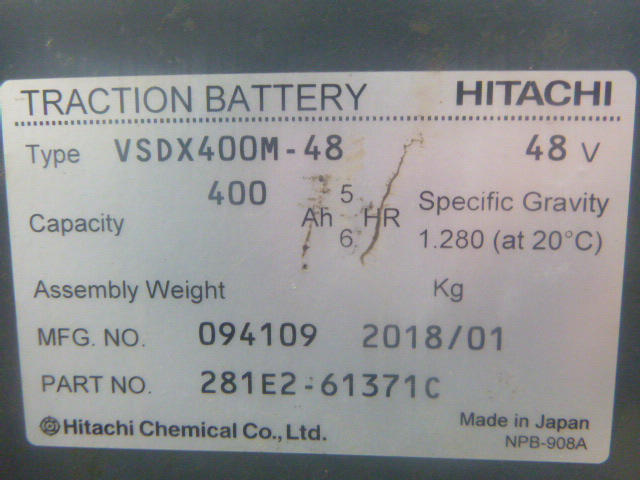 TRACTION BATTERY HITACHI
Type VSDX400M-48 48 V
400 5
Capacity Ah HR Specific Gravity
6 1.280 (at 20°C)
Assembly Weight Kg
MFG. NO. 094109 2018/01
PART NO. 281E2-61371C
Hitachi Chemical Co., Ltd. Made in Japan
NPB-908A